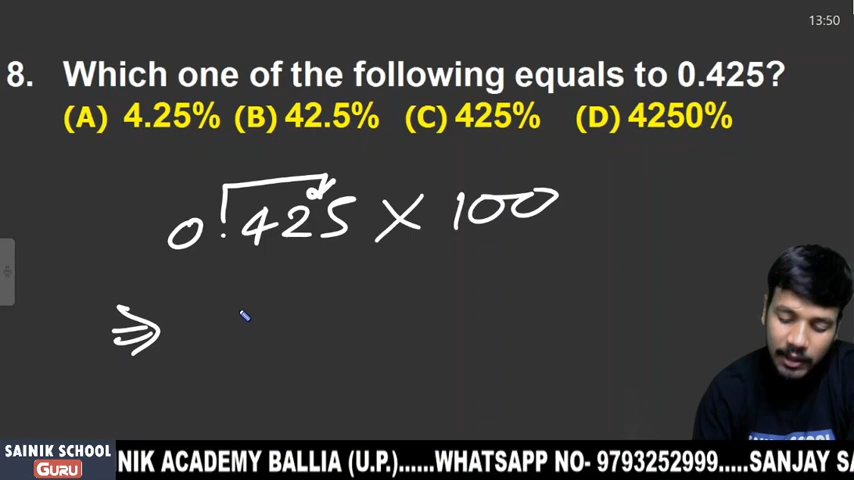 13:50
8. Which one of the following equals to 0.425?
(A) 4.25% (B) 42.5% (C) 425% (D) 4250%
0.425 × 100
⇒
SAINIK SCHOOL
GURU
NIK ACADEMY BALLIA (U.P.)......WHATSAPP NO- 9793252999.....SANJAY SA